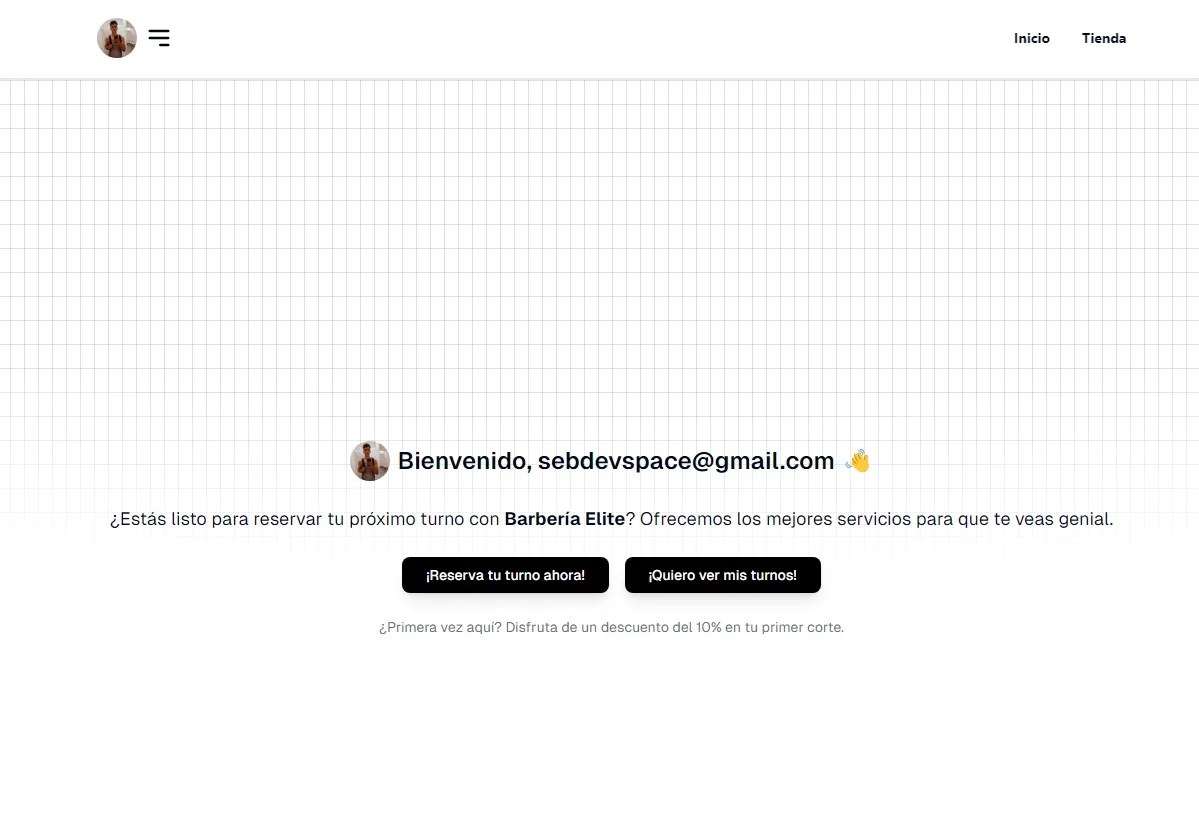 Inicio Tienda
Bienvenido, sebdevspace@gmail.com 👋
¿Estás listo para reservar tu próximo turno con Barbería Elite? Ofrecemos los mejores servicios para que te veas genial.
¡Reserva tu turno ahora! ¡Quiero ver mis turnos!
¿Primera vez aquí? Disfruta de un descuento del 10% en tu primer corte.